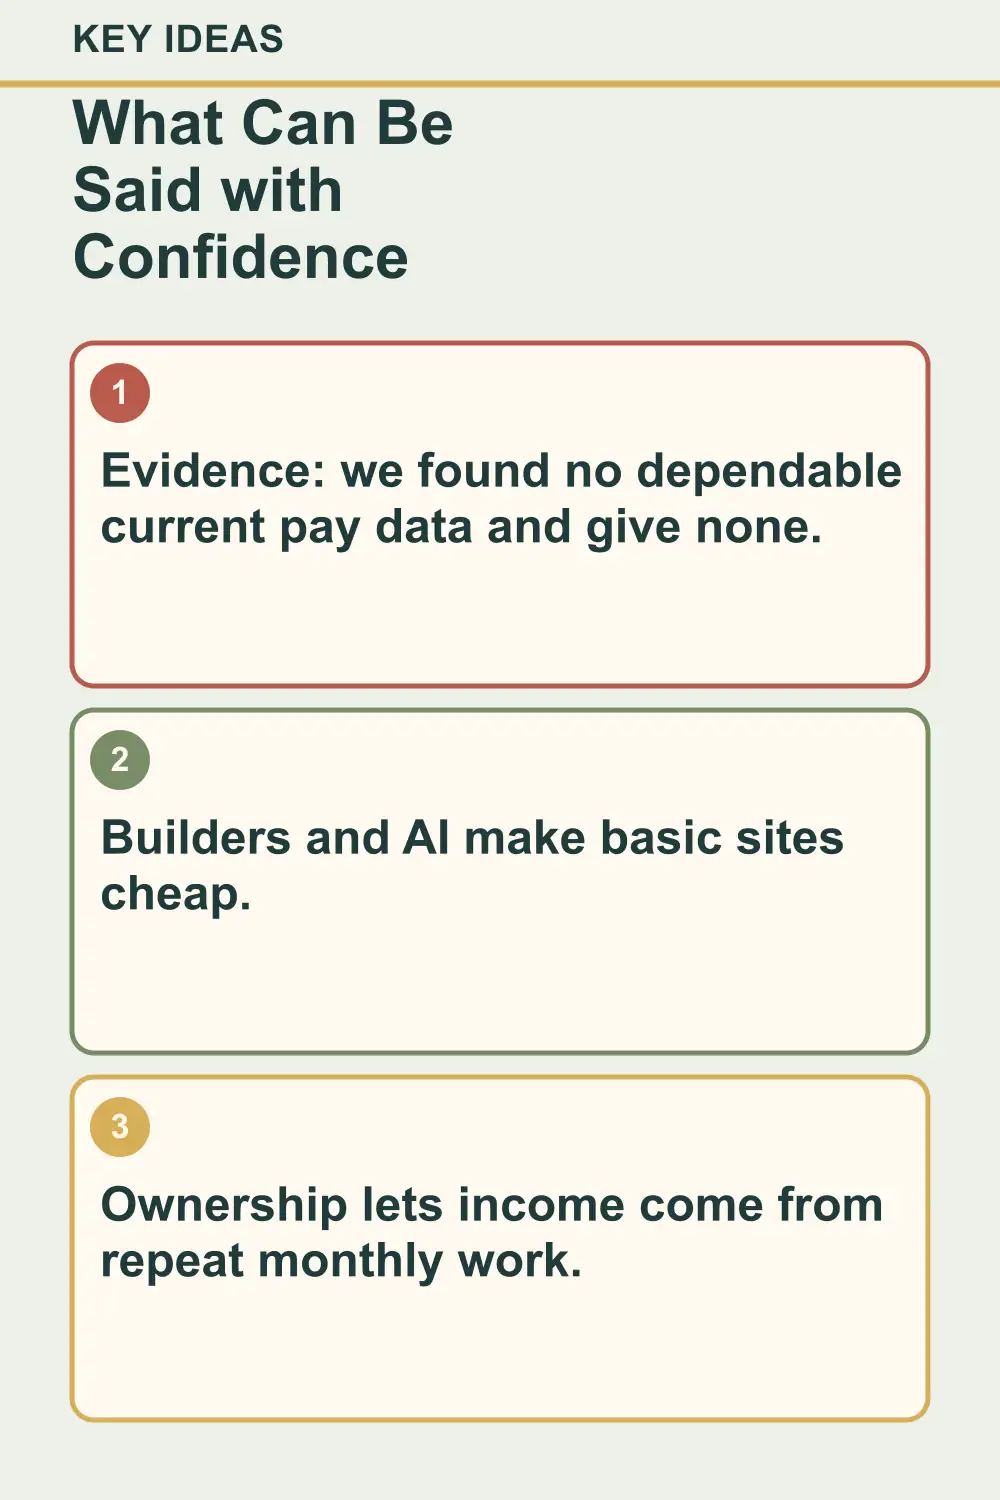 KEY IDEAS
What Can Be
Said with
Confidence
1
Evidence: we found no dependable
current pay data and give none.
2
Builders and AI make basic sites
cheap.
3
Ownership lets income come from
repeat monthly work.